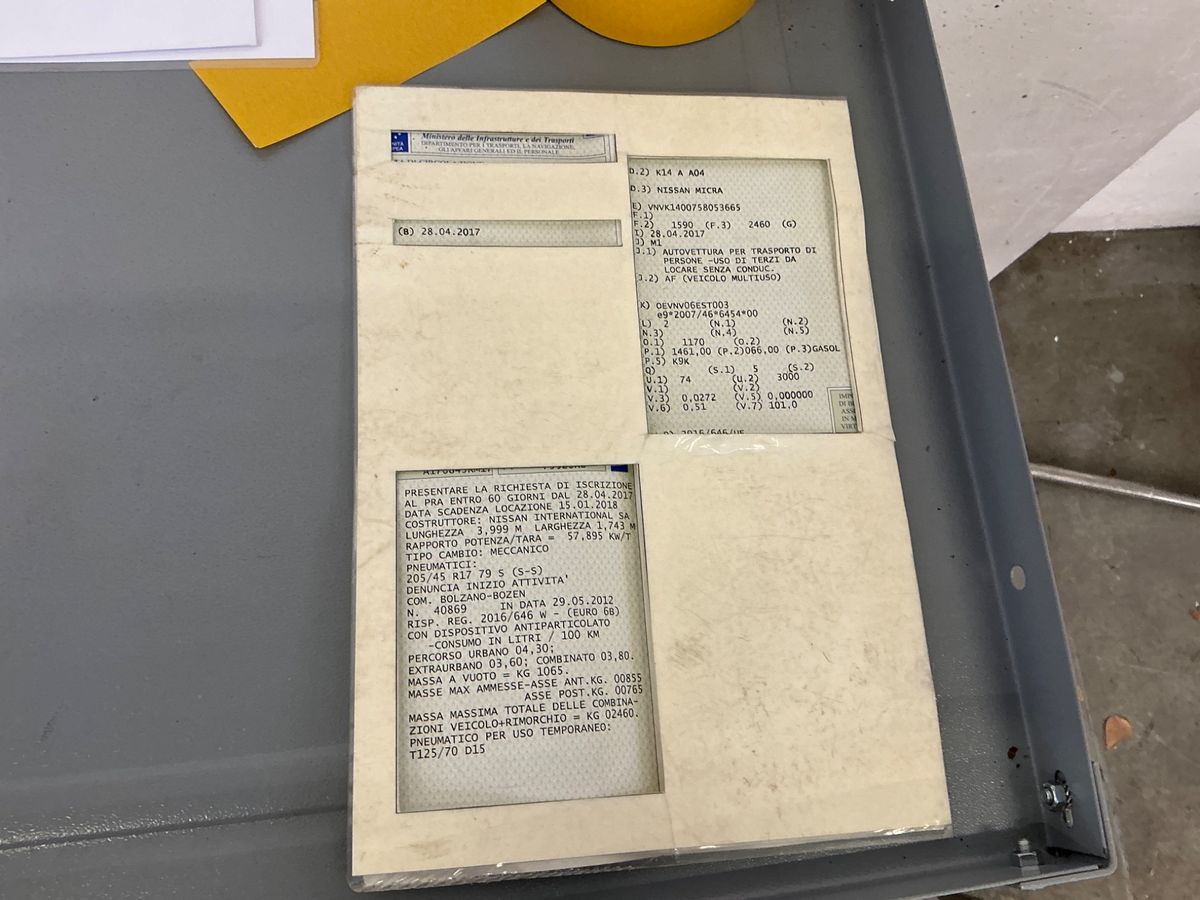 Ministero delle Infrastrutture e dei Trasporti
DIPARTIMENTO PER I TRASPORTI, LA NAVIGAZIONE,
GLI AFFARI GENERALI ED IL PERSONALE
(B) 28.04.2017
D.2) K14 A A04
D.3) NISSAN MICRA
E) VNVK1400758053665
F.1)
F.2) 1590 (F.3) 2460 (G)
I) 28.04.2017
J) M1
J.1) AUTOVETTURA PER TRASPORTO DI
PERSONE -USO DI TERZI DA
LOCARE SENZA CONDUC.
J.2) AF (VEICOLO MULTIUSO)
K) OEVNV06EST003
e9*2007/46*6454*00
L) 2 (N.1) (N.2)
N.3) (N.4) (N.5)
O.1) 1170 (O.2)
P.1) 1461,00 (P.2)066,00 (P.3)GASOL
P.5) K9K
Q) (S.1) 5 (S.2)
U.1) 74 (U.2) 3000
V.1) (V.2)
V.3) 0,0272 (V.5) 0,000000
V.6) 0,51 (V.7) 101,0
2016/646/UE
PRESENTARE LA RICHIESTA DI ISCRIZIONE
AL PRA ENTRO 60 GIORNI DAL 28.04.2017
DATA SCADENZA LOCAZIONE 15.01.2018
COSTRUTTORE: NISSAN INTERNATIONAL SA
LUNGHEZZA 3,999 M LARGHEZZA 1,743 M
RAPPORTO POTENZA/TARA = 57,895 KW/T
TIPO CAMBIO: MECCANICO
PNEUMATICI:
205/45 R17 79 S (S-S)
DENUNCIA INIZIO ATTIVITA'
COM. BOLZANO-BOZEN
N. 40869 IN DATA 29.05.2012
RISP. REG. 2016/646 W - (EURO 6B)
CON DISPOSITIVO ANTIPARTICOLATO
-CONSUMO IN LITRI / 100 KM
PERCORSO URBANO 04,30;
EXTRAURBANO 03,60; COMBINATO 03,80.
MASSA A VUOTO = KG 1065.
MASSE MAX AMMESSE-ASSE ANT.KG. 00855
ASSE POST.KG. 00765
MASSA MASSIMA TOTALE DELLE COMBINA-
ZIONI VEICOLO+RIMORCHIO = KG 02460.
PNEUMATICO PER USO TEMPORANEO:
T125/70 D15